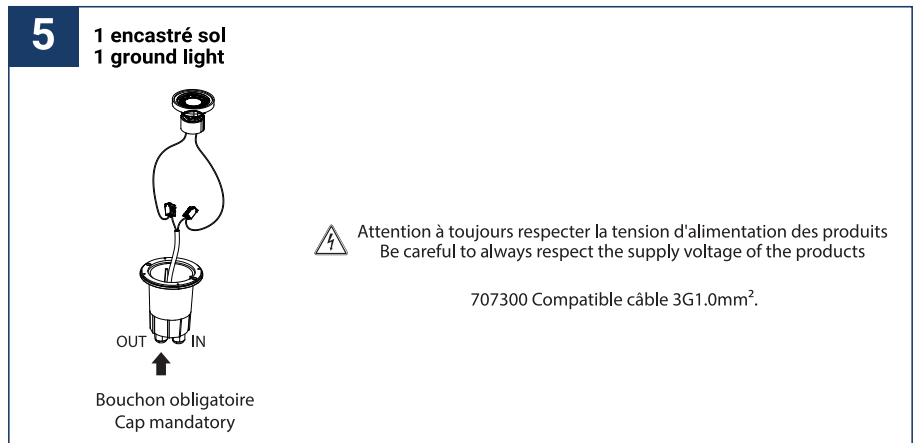 5
1 encastré sol
1 ground light
Attention à toujours respecter la tension d'alimentation des produits
Be careful to always respect the supply voltage of the products
707300 Compatible câble 3G1.0mm².
OUT IN
Bouchon obligatoire
Cap mandatory